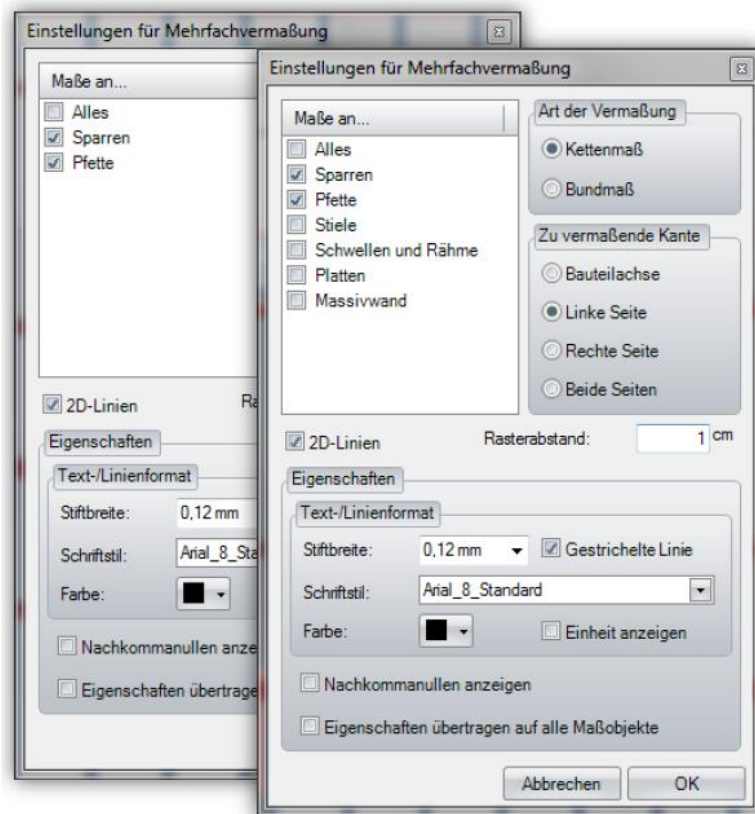 Einstellungen für Mehrfachvermaßung
Maße an...
Alles
Sparren
Pfette
2D-Linien
Eigenschaften
Text-/Linienformat
Stiftbreite:
0,12 mm
Schriftstil:
Farbe:
Einstellungen für Mehrfachvermaßung
Maße an...
Alles
Sparren
Pfette
Stiele
Schwellen und Rähme
Platten
Massivwand
Art der Vermaßung
Kettenmaß
Bundmaß
Zu vermaßende Kante
Bauteilachse
Linke Seite
Rechte Seite
Beide Seiten
2D-Linien
Rasterabstand: 1 cm
Eigenschaften
Text-/Linienformat
Stiftbreite: 0,12 mm Gestrichelte Linie
Schriftstil: Arial_8_Standard
Farbe: Einheit anzeigen
Nachkommanullen anzeigen
Eigenschaften übertragen auf alle Maßobjekte
Abbrechen OK